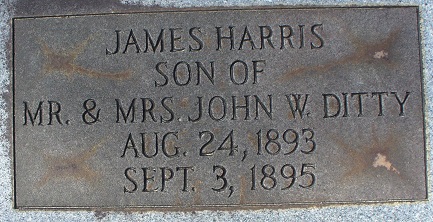 JAMES HARRIS
SON OF
MR. & MRS. JOHN W. DITTY
AUG. 24, 1893
SEPT. 3, 1895